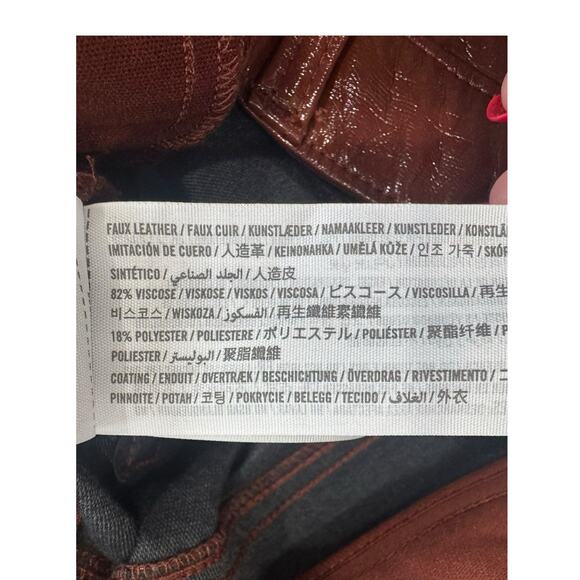 FAUX LEATHER / FAUX CUIR / KUNSTLÆDER / NAMAAKLEER / KUNSTLEDER /
IMITACIÓN DE CUERO / 人造革 / KEINONAHKA / UMĚLÁ KŮŽE / 인조 가죽 /
SINTÉTICO / الجلد الصناعي / 人造皮
82% VISCOSE / VISKOSE / VISKOS / VISCOSA / ビスコース / VISCOSILLA / 再生
비스코스 / WISKOZA / الفسكوز / 再生纖維素纖維
18% POLYESTER / POLIESTERE / ポリエステル / POLIÉSTER / 聚酯纤维 / P
POLIESTER / البوليستر / 聚脂纖維
COATING / ENDUIT / OVERTRÆK / BESCHICHTUNG / ÖVERDRAG / RIVESTIMENTO /
PINNOITE / POTAH / 코팅 / POKRYCIE / BELEGG / TECIDO / الغلاف / 外衣